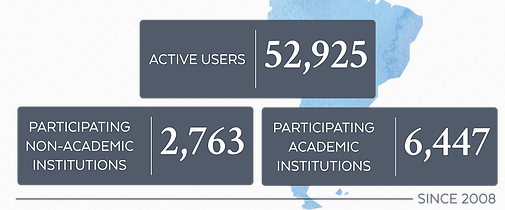 ACTIVE USERS 52,925
PARTICIPATING
NON-ACADEMIC
INSTITUTIONS
2,763
PARTICIPATING
ACADEMIC
INSTITUTIONS
6,447
SINCE 2008